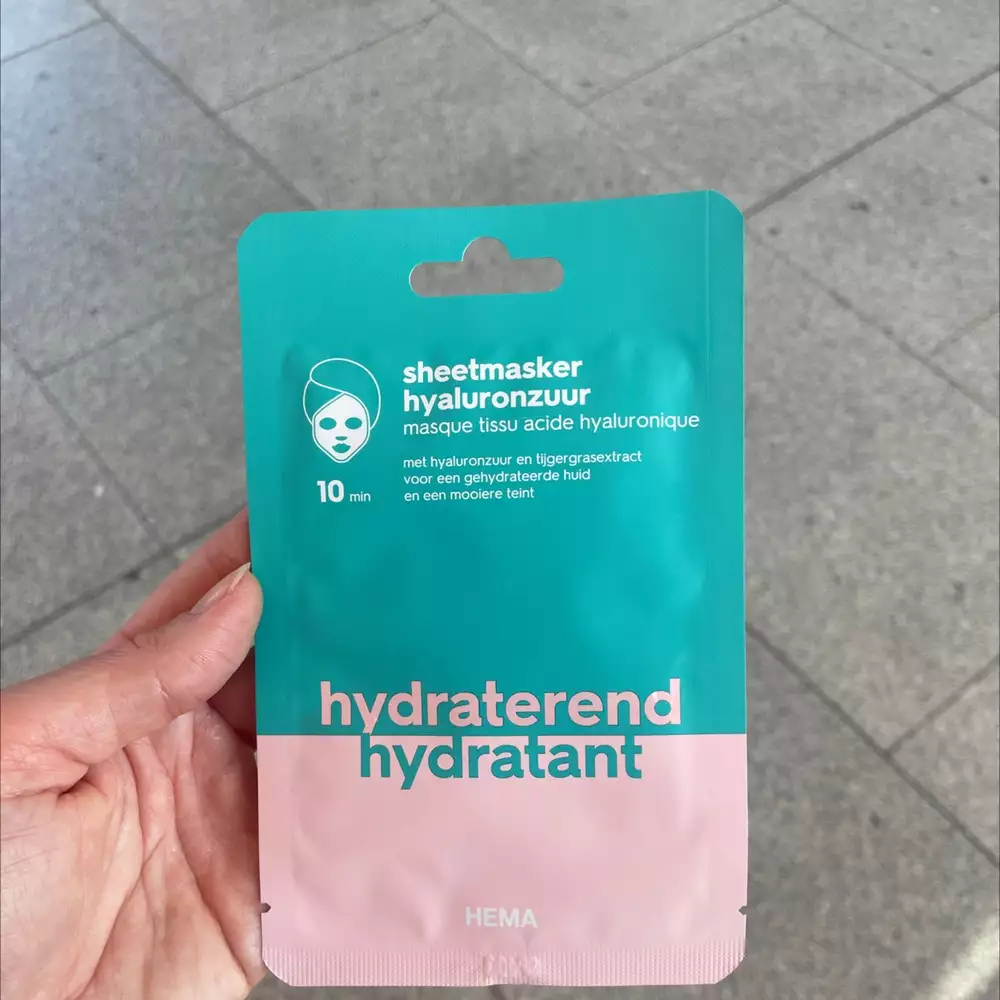 sheetmasker
hyaluronzuur
masque tissu acide hyaluronique
met hyaluronzuur en tijgergrasextract
voor een gehydrateerde huid
en een mooiere teint
10 min
hydraterend
hydratant
HEMA